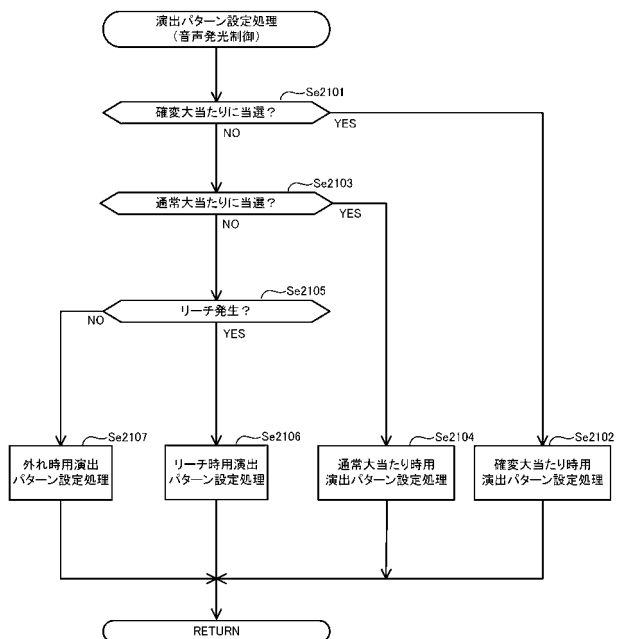 演出パターン設定処理
(音声発光制御)
Se2101
確変大当たりに当選？
YES
NO
Se2103
通常大当たりに当選？
YES
NO
Se2105
リーチ発生？
NO
YES
Se2107
外れ時用演出
パターン設定処理
Se2106
リーチ時用演出
パターン設定処理
Se2104
通常大当たり時用
演出パターン設定処理
Se2102
確変大当たり時用
演出パターン設定処理
RETURN